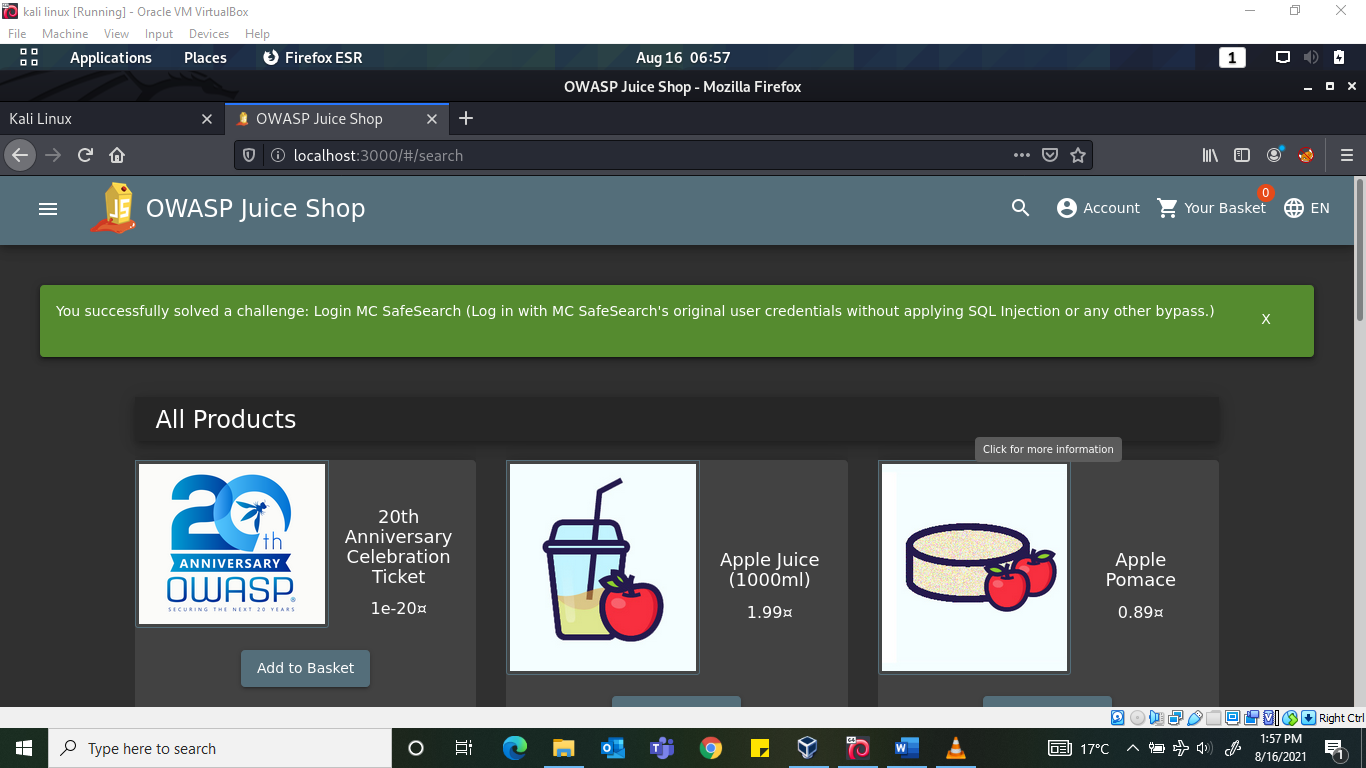 kali linux [Running] - Oracle VM VirtualBox
File Machine View Input Devices Help
Applications Places Firefox ESR Aug 16 06:57 1
OWASP Juice Shop - Mozilla Firefox
Kali Linux OWASP Juice Shop
localhost:3000/#/search
JS OWASP Juice Shop Account Your Basket 0 EN
You successfully solved a challenge: Login MC SafeSearch (Log in with MC SafeSearch's original user credentials without applying SQL Injection or any other bypass.) X
All Products
Click for more information
20th
ANNIVERSARY
OWASP
SECURING THE NEXT 20 YEARS
20th
Anniversary
Celebration
Ticket
1e-20¤
Add to Basket
Apple Juice
(1000ml)
1.99¤
Apple
Pomace
0.89¤
Right Ctrl
Type here to search
17°C
1:57 PM
8/16/2021
1